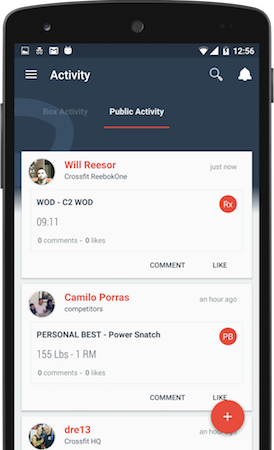 12:56
Activity
Box Activity Public Activity
Will Reesor just now
Crossfit ReebokOne
WOD - C2 WOD Rx
09:11
0 comments - 0 likes
COMMENT LIKE
Camilo Porras an hour ago
competitors
PERSONAL BEST - Power Snatch PB
155 Lbs - 1 RM
0 comments - 0 likes
COMMENT LIKE
+
dre13 an hour ago
Crossfit HQ